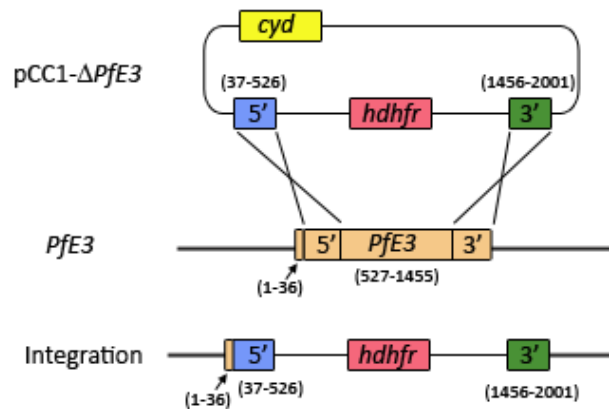 cyd
pCC1-ΔPfE3
(37-526)
(1456-2001)
5’
hdhfr
3’
PfE3
5’
PfE3
3’
(1-36)
(527-1455)
Integration
5’
hdhfr
3’
(1-36)
(37-526)
(1456-2001)